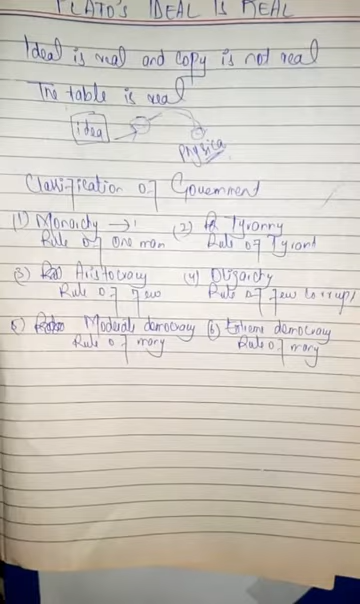 PLATO'S IDEAL IS REAL
Ideal is real and copy is not real
The table is real
idea
physica
Classification of Government
(1) Monarchy → (2) Tyranny
Rule of one man Rule of Tyrant
(3) Aristocracy (4) Oligarchy
Rule of few Rule of few corrupt
(5) Moderate democracy (6) Extreme democracy
Rule of many Rule of many